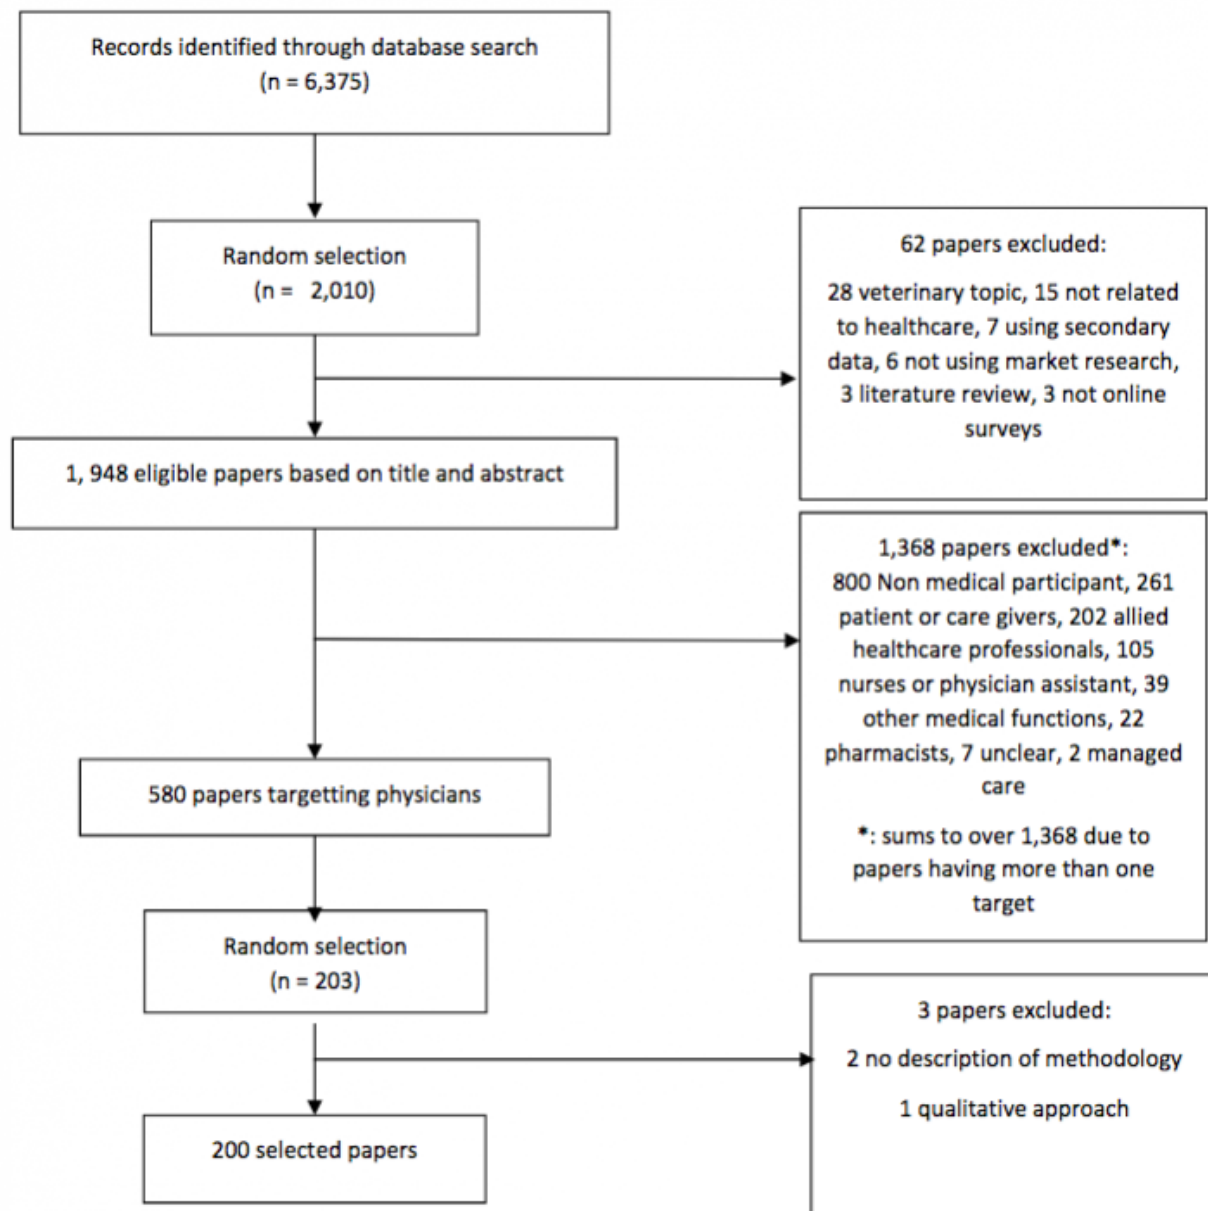 Records identified through database search
(n = 6,375)
Random selection
(n =   2,010)
62 papers excluded:
28 veterinary topic, 15 not related
to healthcare, 7 using secondary
data, 6 not using market research,
3 literature review, 3 not online
surveys
1, 948 eligible papers based on title and abstract
1,368 papers excluded*:
800 Non medical participant, 261
patient or care givers, 202 allied
healthcare professionals, 105
nurses or physician assistant, 39
other medical functions, 22
pharmacists, 7 unclear, 2 managed
care
*: sums to over 1,368 due to
papers having more than one
target
580 papers targetting physicians
Random selection
(n = 203)
3 papers excluded:
2 no description of methodology
1 qualitative approach
200 selected papers